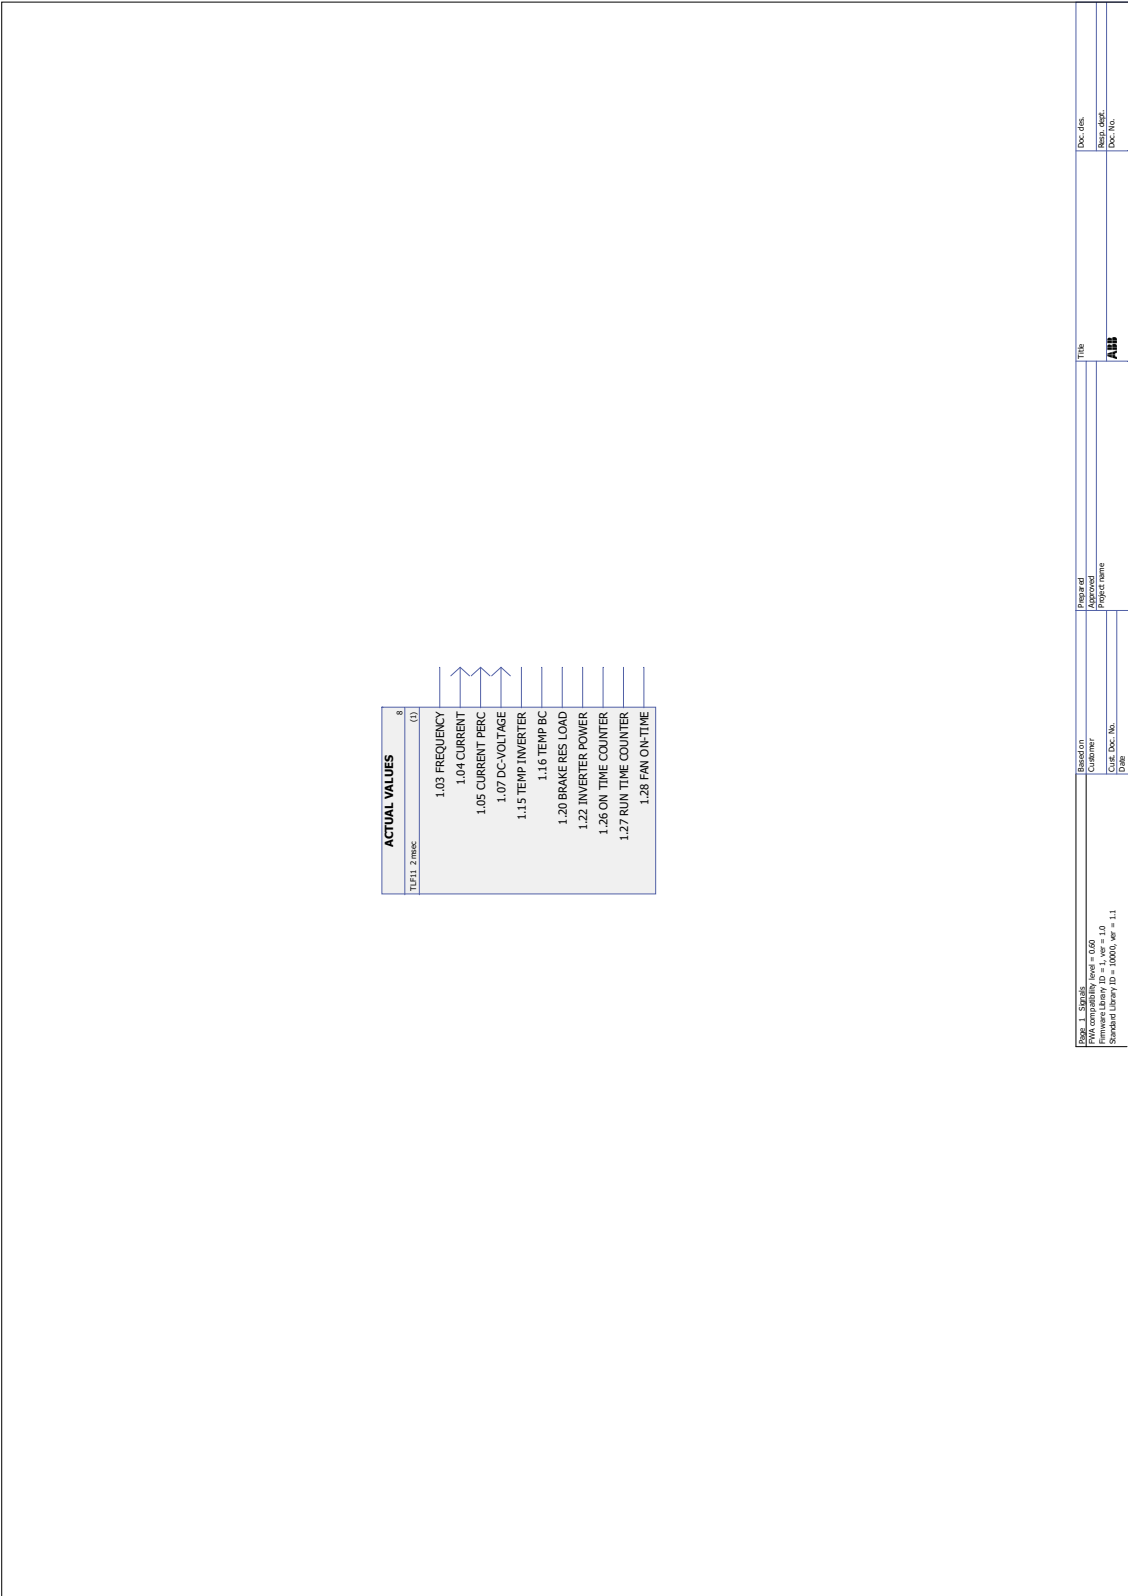 ACTUAL VALUES
8
TLF11 2 msec (1)
1.03 FREQUENCY
1.04 CURRENT
1.05 CURRENT PERC
1.07 DC-VOLTAGE
1.15 TEMP INVERTER
1.16 TEMP BC
1.20 BRAKE RES LOAD
1.22 INVERTER POWER
1.26 ON TIME COUNTER
1.27 RUN TIME COUNTER
1.28 FAN ON-TIME
Page 1 Signals
FWA compatibility level = 0.60
Firmware Library ID = 1, ver = 1.0
Standard Library ID = 10000, ver = 1.1
Based on
Customer
Cust. Doc. No.
Date
Prepared
Approved
Project name
Title
ABB
Doc. des.
Resp. dept.
Doc. No.